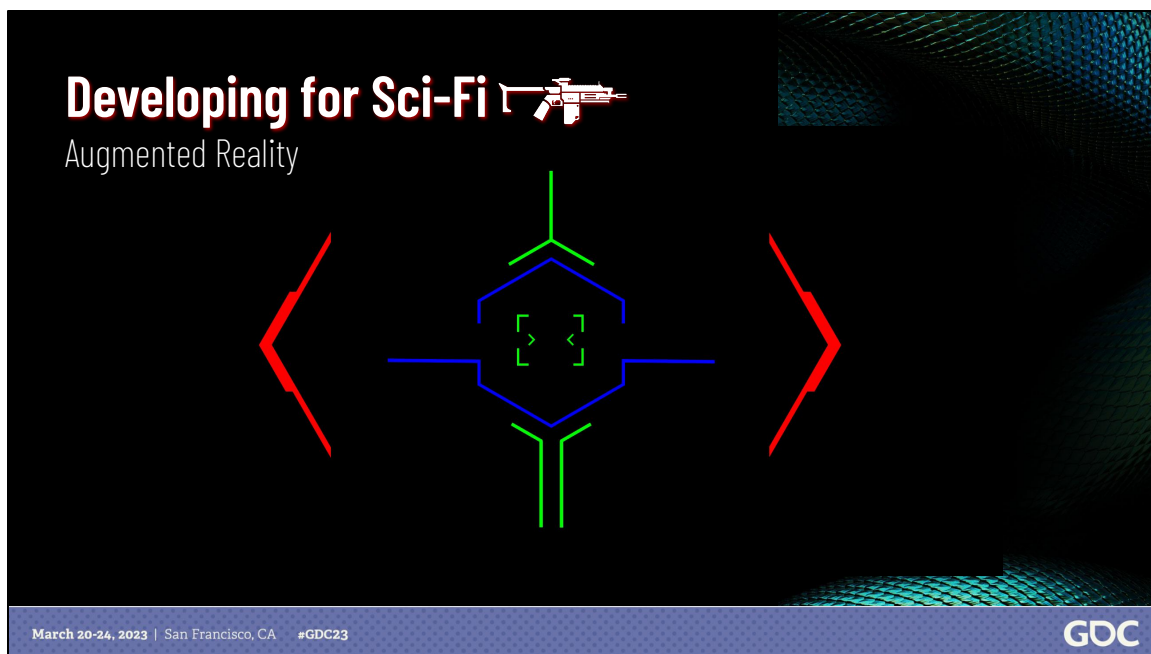 Developing for Sci-Fi
Augmented Reality
March 20-24, 2023 | San Francisco, CA #GDC23
GDC